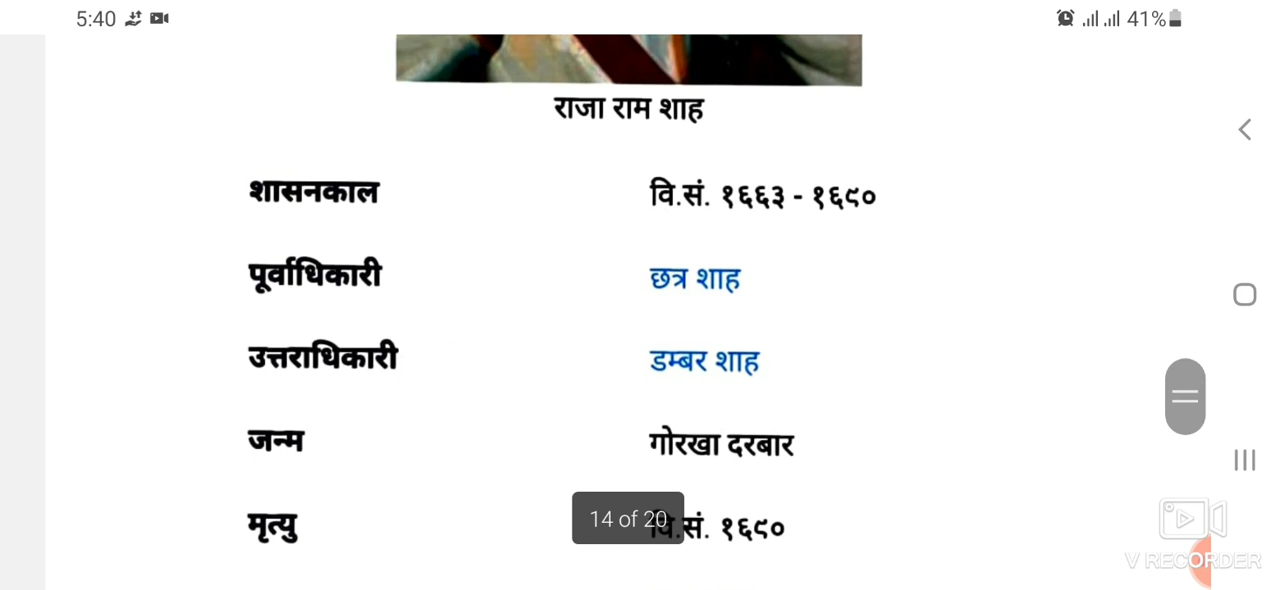 5:40 41%
राजा राम शाह
शासनकाल वि.सं. १६६३ - १६९०
पूर्वाधिकारी छत्र शाह
उत्तराधिकारी डम्बर शाह
जन्म गोरखा दरबार
मृत्यु वि.सं. १६९०
14 of 20
V RECORDER